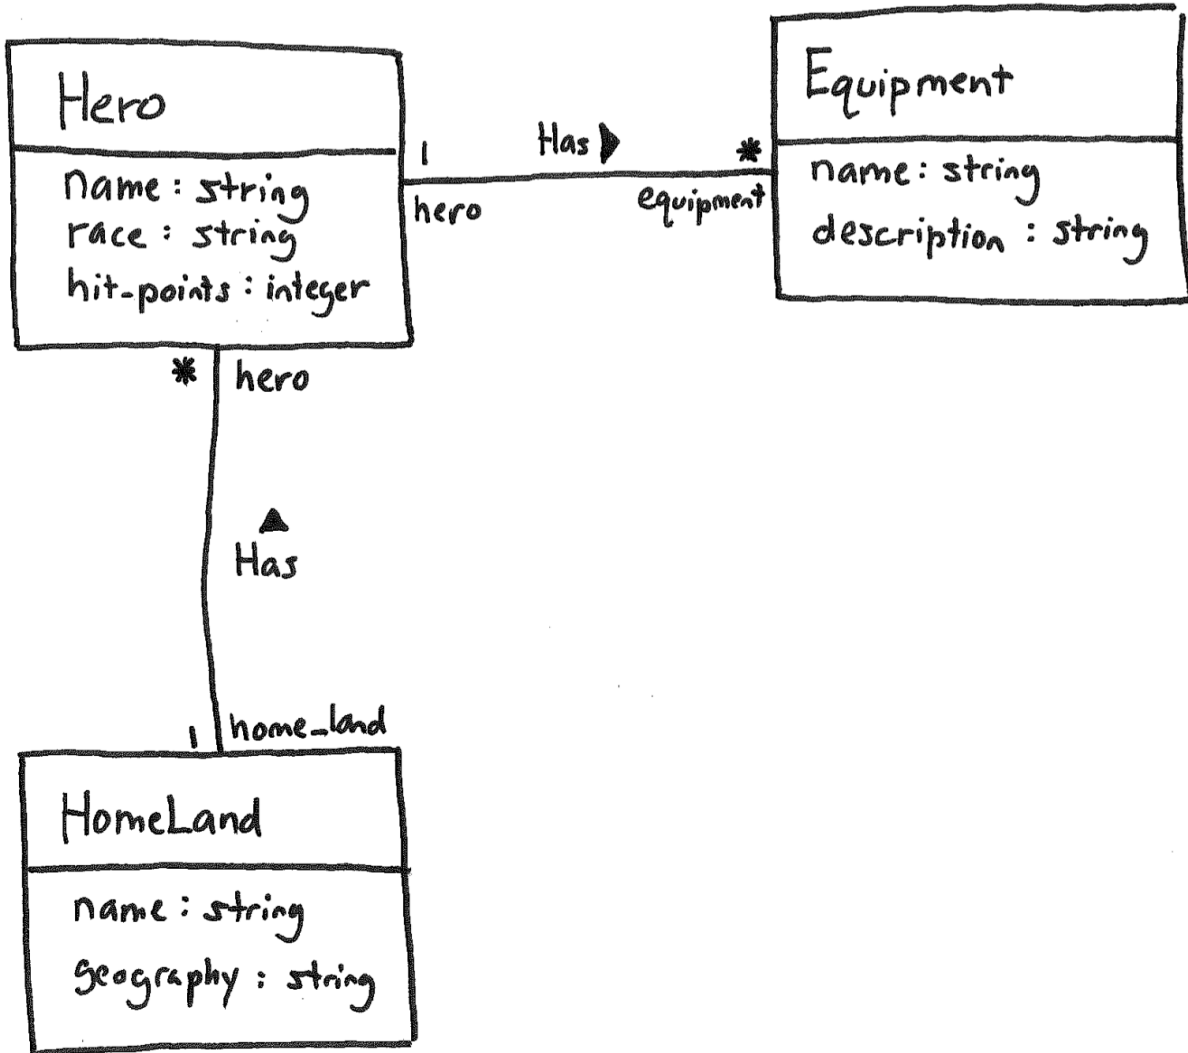 Hero
name : string
race : string
hit-points : integer
1
hero
Has ▶
*
equipment
Equipment
name : string
description : string
*
hero
▲
Has
1
home_land
HomeLand
name : string
geography : string